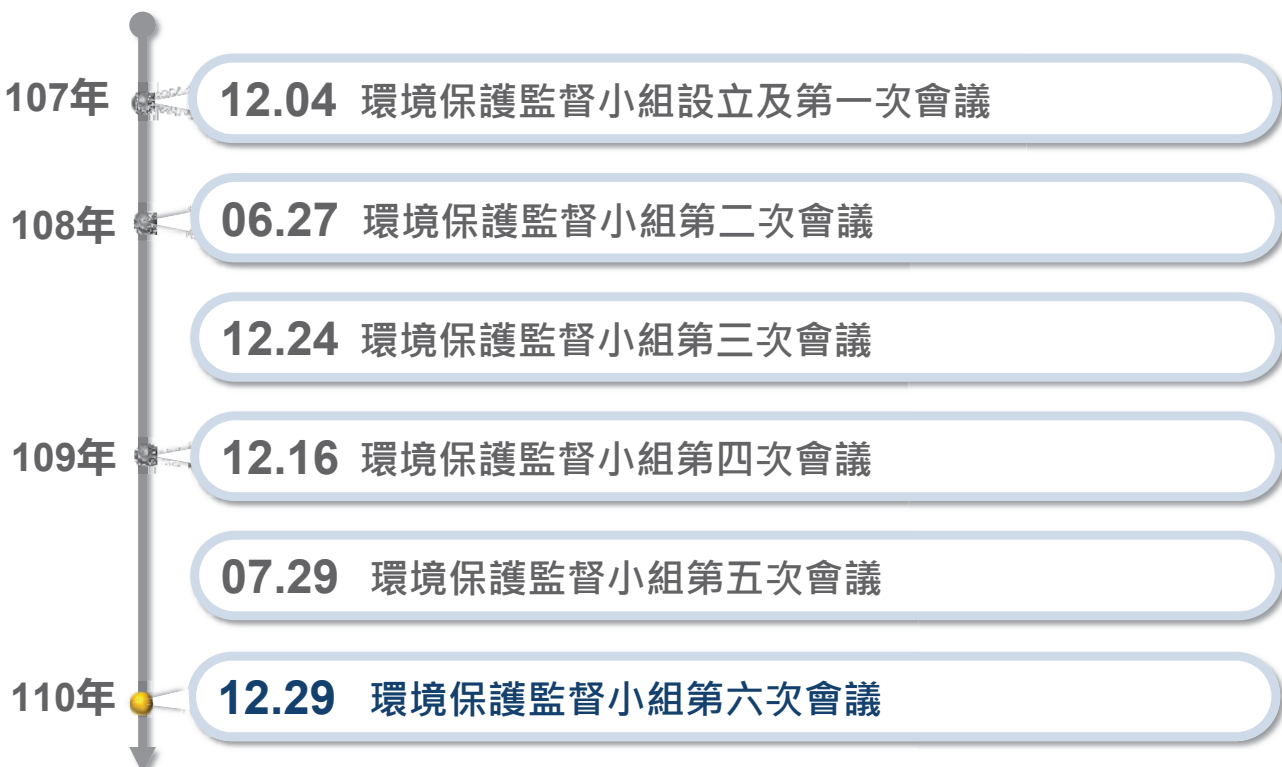 107年 12.04 環境保護監督小組設立及第一次會議
108年 06.27 環境保護監督小組第二次會議
12.24 環境保護監督小組第三次會議
109年 12.16 環境保護監督小組第四次會議
07.29 環境保護監督小組第五次會議
110年 12.29 環境保護監督小組第六次會議